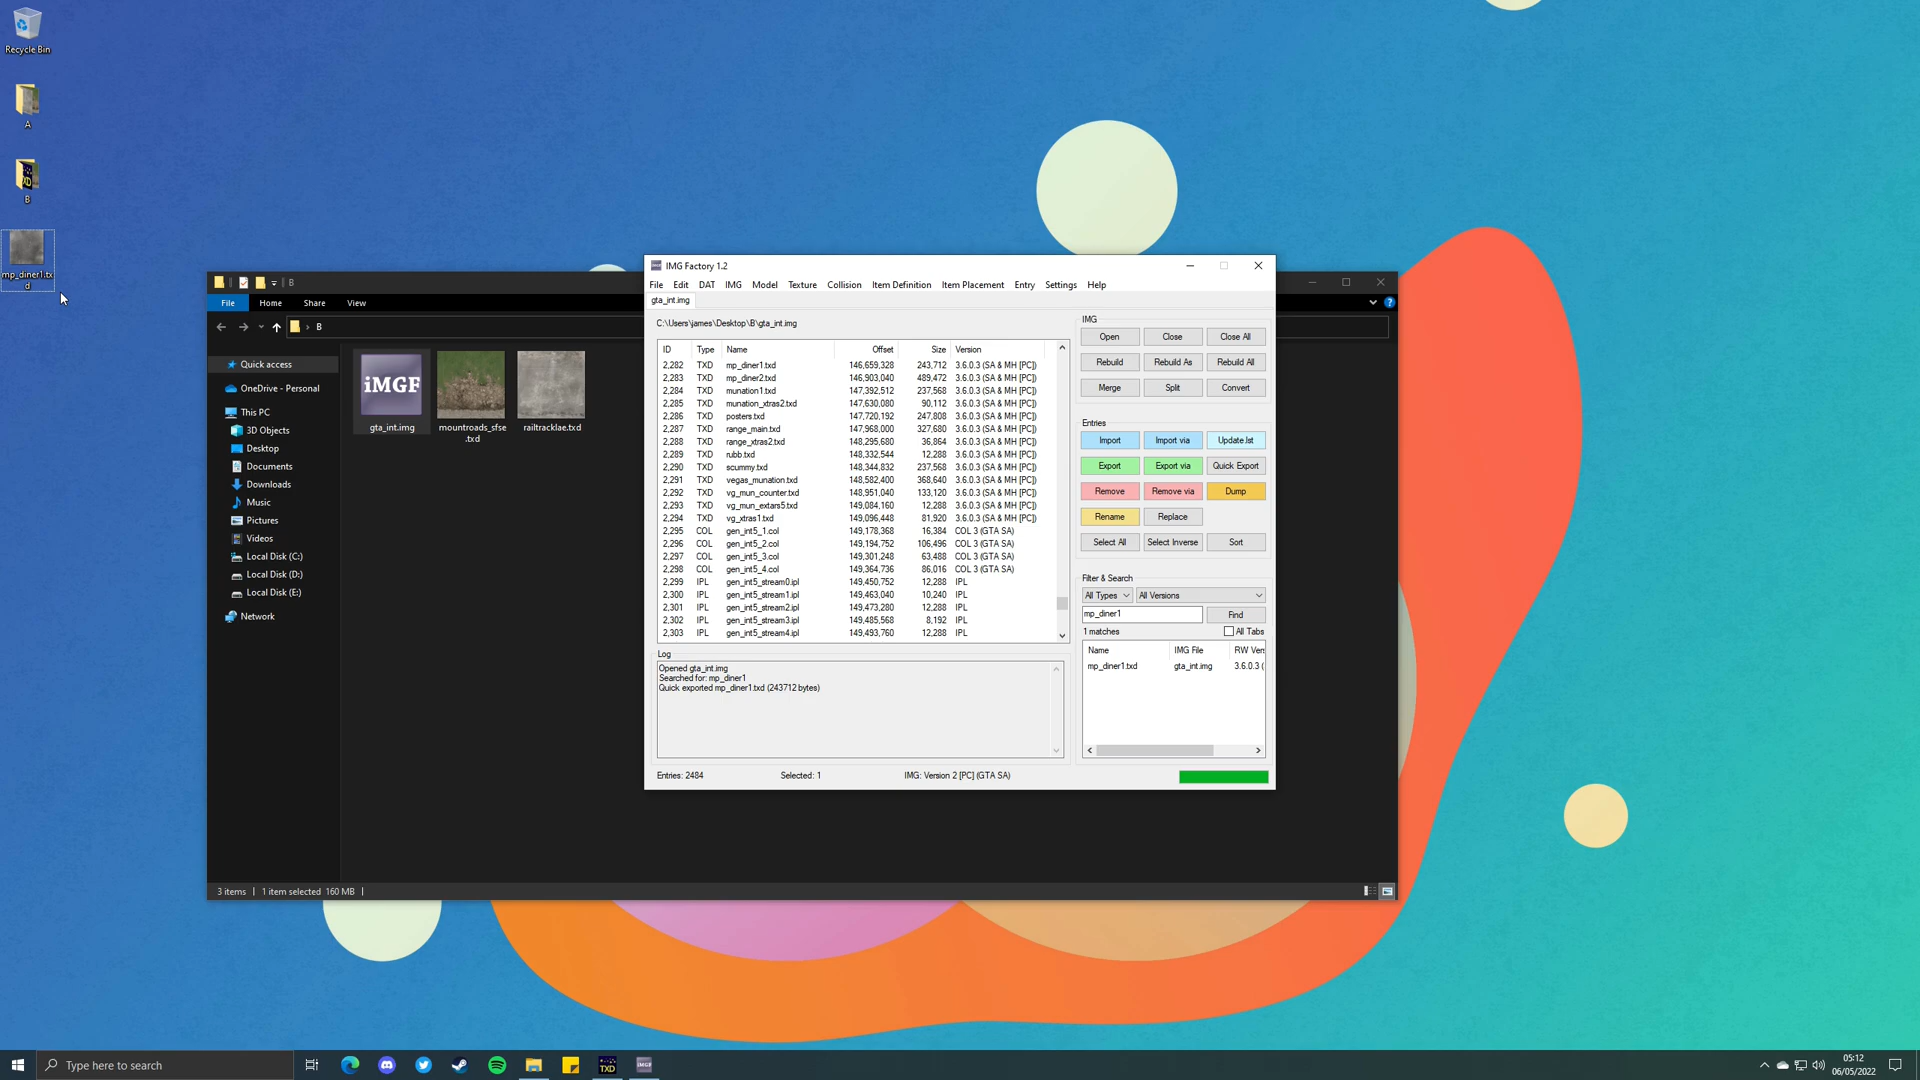 Recycle Bin
A
B
mp_diner1.tx
d
B
File
Home
Share
View
B
Quick access
OneDrive - Personal
This PC
3D Objects
Desktop
Documents
Downloads
Music
Pictures
Videos
Local Disk (C:)
Local Disk (D:)
Local Disk (E:)
Network
iMGF
gta_int.img
mountroads_sfse
.txd
railtracklae.txd
3 items
1 item selected 160 MB
IMG Factory 1.2
File Edit DAT IMG Model Texture Collision Item Definition Item Placement Entry Settings Help
gta_int.img
C:\Users\james\Desktop\B\gta_int.img
ID Type Name Offset Size Version
2,282 TXD mp_diner1.txd 146,659,328 243,712 3.6.0.3 (SA & MH [PC])
2,283 TXD mp_diner2.txd 146,903,040 489,472 3.6.0.3 (SA & MH [PC])
2,284 TXD munation1.txd 147,392,512 237,568 3.6.0.3 (SA & MH [PC])
2,285 TXD munation_xtras2.txd 147,630,080 90,112 3.6.0.3 (SA & MH [PC])
2,286 TXD posters.txd 147,720,192 247,808 3.6.0.3 (SA & MH [PC])
2,287 TXD range_main.txd 147,968,000 327,680 3.6.0.3 (SA & MH [PC])
2,288 TXD range_xtras2.txd 148,295,680 36,864 3.6.0.3 (SA & MH [PC])
2,289 TXD rubb.txd 148,332,544 12,288 3.6.0.3 (SA & MH [PC])
2,290 TXD scummy.txd 148,344,832 237,568 3.6.0.3 (SA & MH [PC])
2,291 TXD vegas_munation.txd 148,582,400 368,640 3.6.0.3 (SA & MH [PC])
2,292 TXD vg_mun_counter.txd 148,951,040 133,120 3.6.0.3 (SA & MH [PC])
2,293 TXD vg_mun_extars5.txd 149,084,160 12,288 3.6.0.3 (SA & MH [PC])
2,294 TXD vg_xtras1.txd 149,096,448 81,920 3.6.0.3 (SA & MH [PC])
2,295 COL gen_int5_1.col 149,178,368 16,384 COL 3 (GTA SA)
2,296 COL gen_int5_2.col 149,194,752 106,496 COL 3 (GTA SA)
2,297 COL gen_int5_3.col 149,301,248 63,488 COL 3 (GTA SA)
2,298 COL gen_int5_4.col 149,364,736 86,016 COL 3 (GTA SA)
2,299 IPL gen_int5_stream0.ipl 149,450,752 12,288 IPL
2,300 IPL gen_int5_stream1.ipl 149,463,040 10,240 IPL
2,301 IPL gen_int5_stream2.ipl 149,473,280 12,288 IPL
2,302 IPL gen_int5_stream3.ipl 149,485,568 8,192 IPL
2,303 IPL gen_int5_stream4.ipl 149,493,760 12,288 IPL
Log
Opened gta_int.img
Searched for: mp_diner1
Quick exported mp_diner1.txd (243712 bytes)
Entries: 2484
Selected: 1
IMG: Version 2 [PC] (GTA SA)
IMG
Open Close Close All
Rebuild Rebuild As Rebuild All
Merge Split Convert
Entries
Import Import via Update.lst
Export Export via Quick Export
Remove Remove via Dump
Rename Replace
Select All Select Inverse Sort
Filter & Search
All Types All Versions
mp_diner1 Find
1 matches All Tabs
Name IMG File RW Ver
mp_diner1.txd gta_int.img 3.6.0.3 (
Type here to search
TXD
IMGF
05:12
06/05/2022